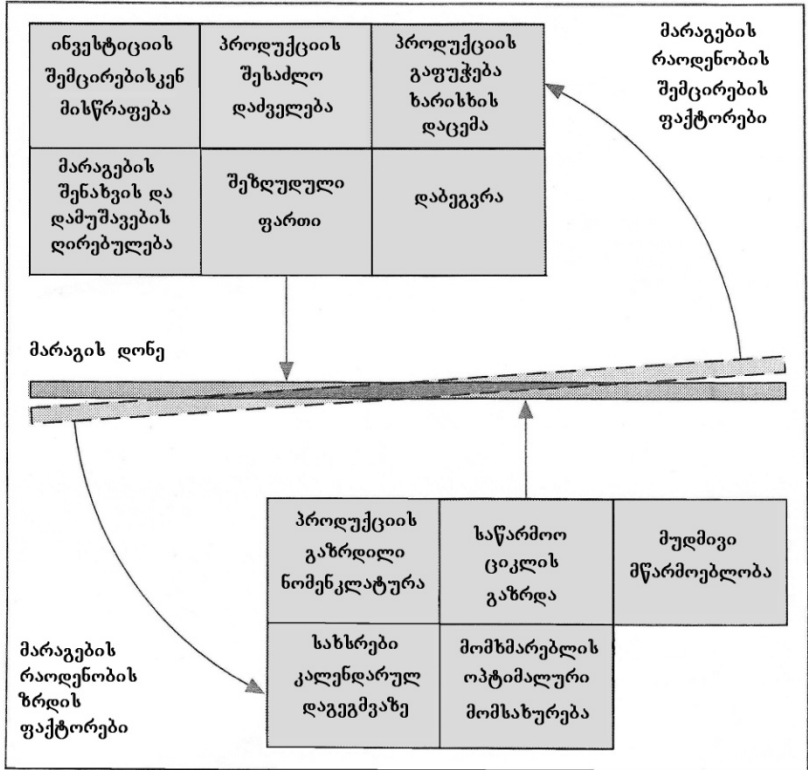 ინვესტიციის
შემცირებისკენ
მისწრაფება
პროდუქციის
შესაძლო
დაძველება
პროდუქციის
გაფუჭება
ხარისხის
დაცემა
მარაგების
რაოდენობის
შემცირების
ფაქტორები
მარაგების
შენახვის და
დამუშავების
ღირებულება
შეზღუდული
ფართი
დაბეგვრა
მარაგის დონე
პროდუქციის
გაზრდილი
ნომენკლატურა
საწარმოო
ციკლის
გაზრდა
მუდმივი
მწარმოებლობა
მარაგების
რაოდენობის
ზრდის
ფაქტორები
სახსრები
კალენდარულ
დაგეგმვაზე
მომხმარებლის
ოპტიმალური
მომსახურება